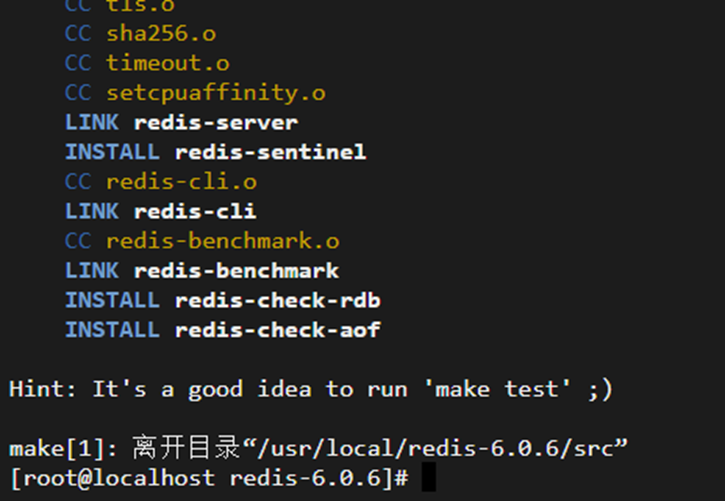 CC tls.o
CC sha256.o
CC timeout.o
CC setcpuaffinity.o
LINK redis-server
INSTALL redis-sentinel
CC redis-cli.o
LINK redis-cli
CC redis-benchmark.o
LINK redis-benchmark
INSTALL redis-check-rdb
INSTALL redis-check-aof
Hint: It's a good idea to run 'make test' ;)
make[1]: 离开目录“/usr/local/redis-6.0.6/src”
[root@localhost redis-6.0.6]#